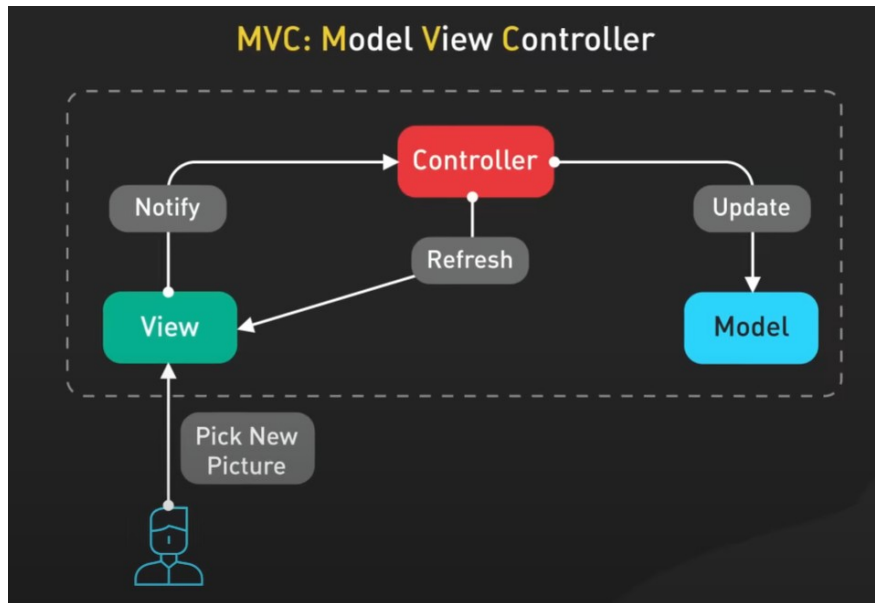 MVC: Model View Controller
Controller
Notify
Update
Refresh
View
Model
Pick New
Picture